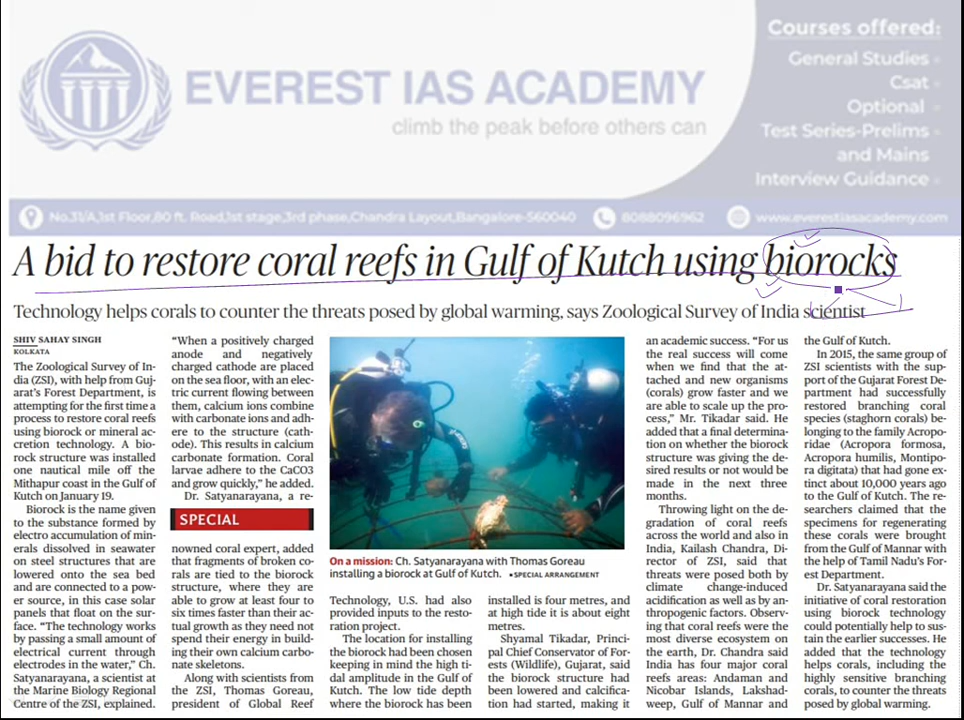 EVEREST IAS ACADEMY
climb the peak before others can
Courses offered:
General Studies
Csat
Optional
Test Series-Prelims
and Mains
Interview Guidance
No.31/A,1st Floor,80 ft. Road,1st stage,3rd phase,Chandra Layout,Bangalore-560040
8088096962
www.everestiasacademy.com
A bid to restore coral reefs in Gulf of Kutch using biorocks
Technology helps corals to counter the threats posed by global warming, says Zoological Survey of India scientist
SHIV SAHAY SINGH
KOLKATA
The Zoological Survey of In-
dia (ZSI), with help from Guj-
arat's Forest Department, is
attempting for the first time a
process to restore coral reefs
using biorock or mineral ac-
cretion technology. A bio-
rock structure was installed
one nautical mile off the
Mithapur coast in the Gulf of
Kutch on January 19.
Biorock is the name given
to the substance formed by
electro accumulation of min-
erals dissolved in seawater
on steel structures that are
lowered onto the sea bed
and are connected to a pow-
er source, in this case solar
panels that float on the sur-
face. “The technology works
by passing a small amount of
electrical current through
electrodes in the water,” Ch.
Satyanarayana, a scientist at
the Marine Biology Regional
Centre of the ZSI, explained.
“When a positively charged
anode and negatively
charged cathode are placed
on the sea floor, with an elec-
tric current flowing between
them, calcium ions combine
with carbonate ions and adh-
ere to the structure (cath-
ode). This results in calcium
carbonate formation. Coral
larvae adhere to the CaCO3
and grow quickly,” he added.
Dr. Satyanarayana, a re-
SPECIAL
nowned coral expert, added
that fragments of broken co-
rals are tied to the biorock
structure, where they are
able to grow at least four to
six times faster than their ac-
tual growth as they need not
spend their energy in build-
ing their own calcium carbo-
nate skeletons.
Along with scientists from
the ZSI, Thomas Goreau,
president of Global Reef
On a mission: Ch. Satyanarayana with Thomas Goreau
installing a biorock at Gulf of Kutch. ▪SPECIAL ARRANGEMENT
Technology, U.S. had also
provided inputs to the resto-
ration project.
The location for installing
the biorock had been chosen
keeping in mind the high ti-
dal amplitude in the Gulf of
Kutch. The low tide depth
where the biorock has been
installed is four metres, and
at high tide it is about eight
metres.
Shyamal Tikadar, Princi-
pal Chief Conservator of For-
ests (Wildlife), Gujarat, said
the biorock structure had
been lowered and calcifica-
tion had started, making it
an academic success. “For us
the real success will come
when we find that the at-
tached and new organisms
(corals) grow faster and we
are able to scale up the pro-
cess,” Mr. Tikadar said. He
added that a final determina-
tion on whether the biorock
structure was giving the de-
sired results or not would be
made in the next three
months.
Throwing light on the de-
gradation of coral reefs
across the world and also in
India, Kailash Chandra, Di-
rector of ZSI, said that
threats were posed both by
climate change-induced
acidification as well as by an-
thropogenic factors. Observ-
ing that coral reefs were the
most diverse ecosystem on
the earth, Dr. Chandra said
India has four major coral
reefs areas: Andaman and
Nicobar Islands, Lakshad-
weep, Gulf of Mannar and
the Gulf of Kutch.
In 2015, the same group of
ZSI scientists with the sup-
port of the Gujarat Forest De-
partment had successfully
restored branching coral
species (staghorn corals) be-
longing to the family Acropo-
ridae (Acropora formosa,
Acropora humilis, Montipo-
ra digitata) that had gone ex-
tinct about 10,000 years ago
to the Gulf of Kutch. The re-
searchers claimed that the
specimens for regenerating
these corals were brought
from the Gulf of Mannar with
the help of Tamil Nadu's For-
est Department.
Dr. Satyanarayana said the
initiative of coral restoration
using biorock technology
could potentially help to sus-
tain the earlier successes. He
added that the technology
helps corals, including the
highly sensitive branching
corals, to counter the threats
posed by global warming.